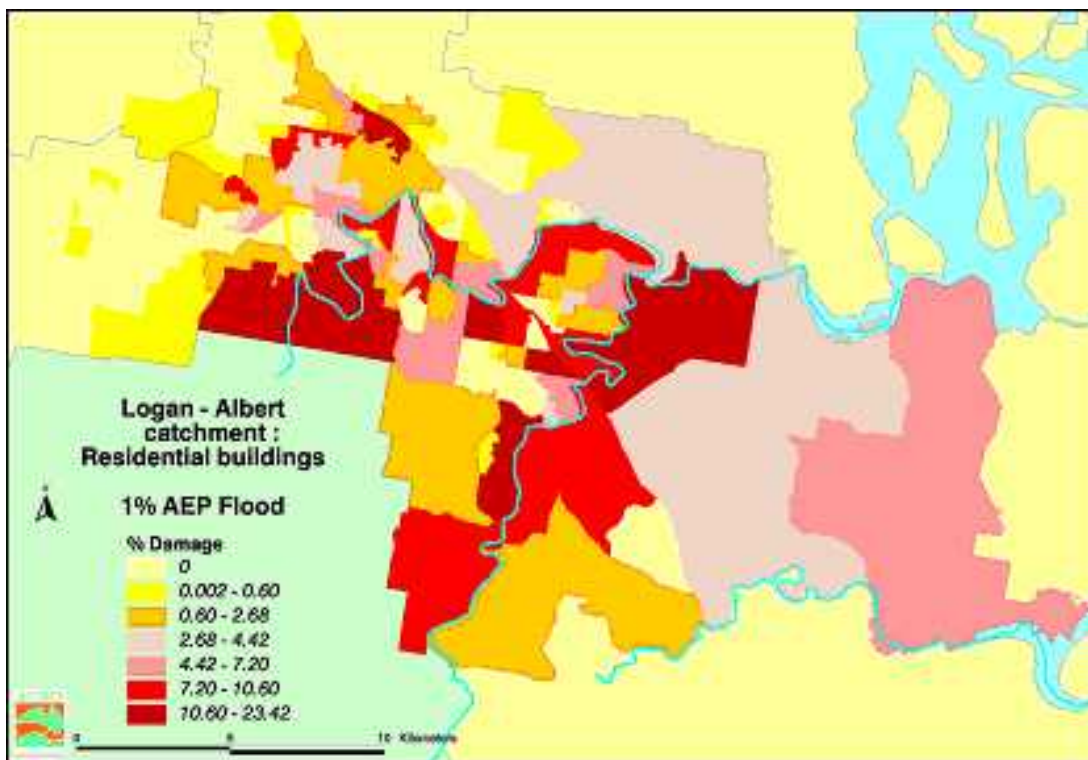 Logan - Albert
catchment :
Residential buildings
1% AEP Flood
% Damage
0
0.002 - 0.60
0.60 - 2.68
2.68 - 4.42
4.42 - 7.20
7.20 - 10.60
10.60 - 23.42
0 10 Kilometers